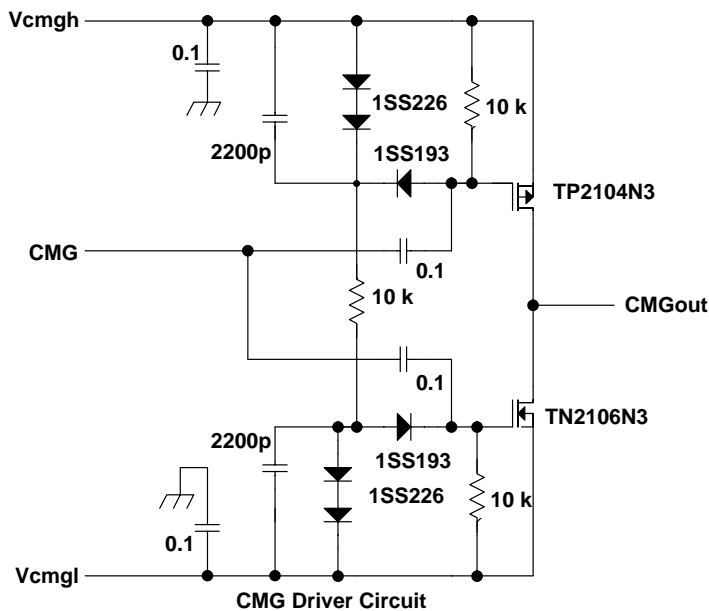 Vcmgh
0.1
1SS226
10 k
2200p
1SS193
TP2104N3
CMG
0.1
10 k
CMGout
0.1
TN2106N3
2200p
1SS193
1SS226
10 k
0.1
Vcmgl
CMG Driver Circuit